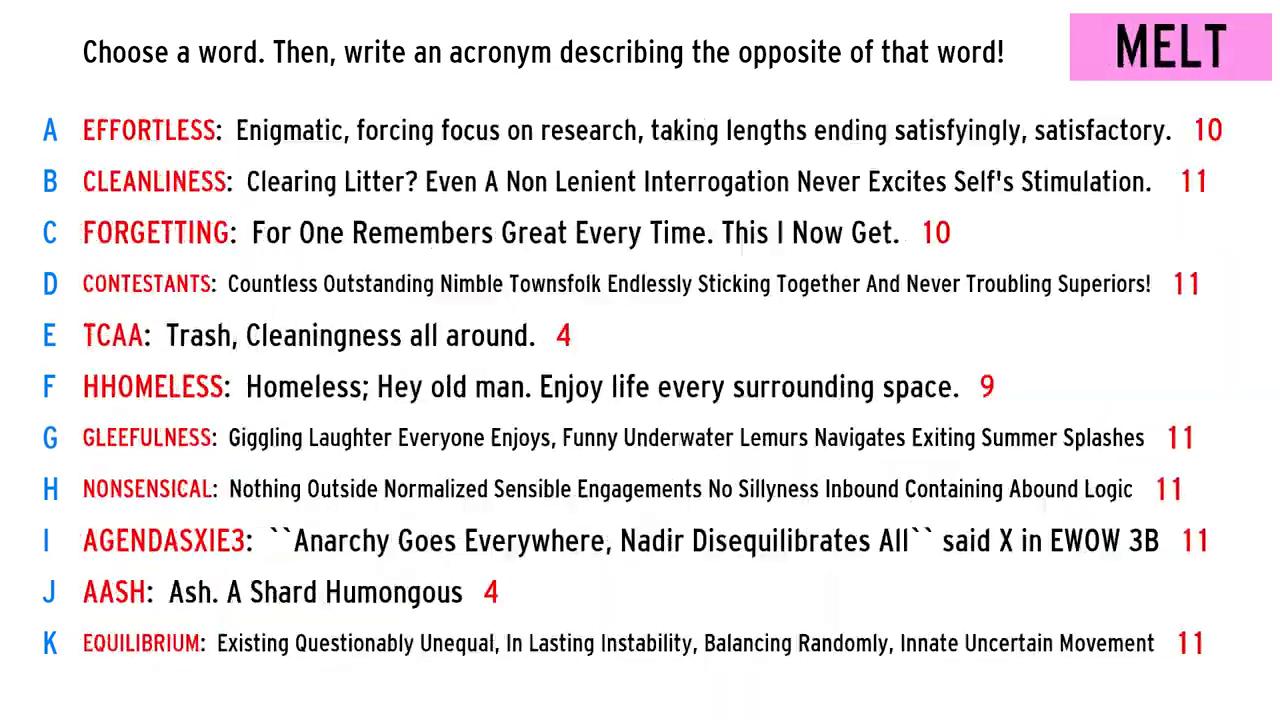 Choose a word. Then, write an acronym describing the opposite of that word!
MELT
A EFFORTLESS: Enigmatic, forcing focus on research, taking lengths ending satisfyingly, satisfactory. 10
B CLEANLINESS: Clearing Litter? Even A Non Lenient Interrogation Never Excites Self's Stimulation. 11
C FORGETTING: For One Remembers Great Every Time. This I Now Get. 10
D CONTESTANTS: Countless Outstanding Nimble Townsfolk Endlessly Sticking Together And Never Troubling Superiors! 11
E TCAA: Trash, Cleaningness all around. 4
F HHOMELESS: Homeless; Hey old man. Enjoy life every surrounding space. 9
G GLEEFULNESS: Giggling Laughter Everyone Enjoys, Funny Underwater Lemurs Navigates Exiting Summer Splashes 11
H NONSENSICAL: Nothing Outside Normalized Sensible Engagements No Sillyness Inbound Containing Abound Logic 11
I AGENDASXIE3: ``Anarchy Goes Everywhere, Nadir Disequilibrates All`` said X in EWOW 3B 11
J AASH: Ash. A Shard Humongous 4
K EQUILIBRIUM: Existing Questionably Unequal, In Lasting Instability, Balancing Randomly, Innate Uncertain Movement 11